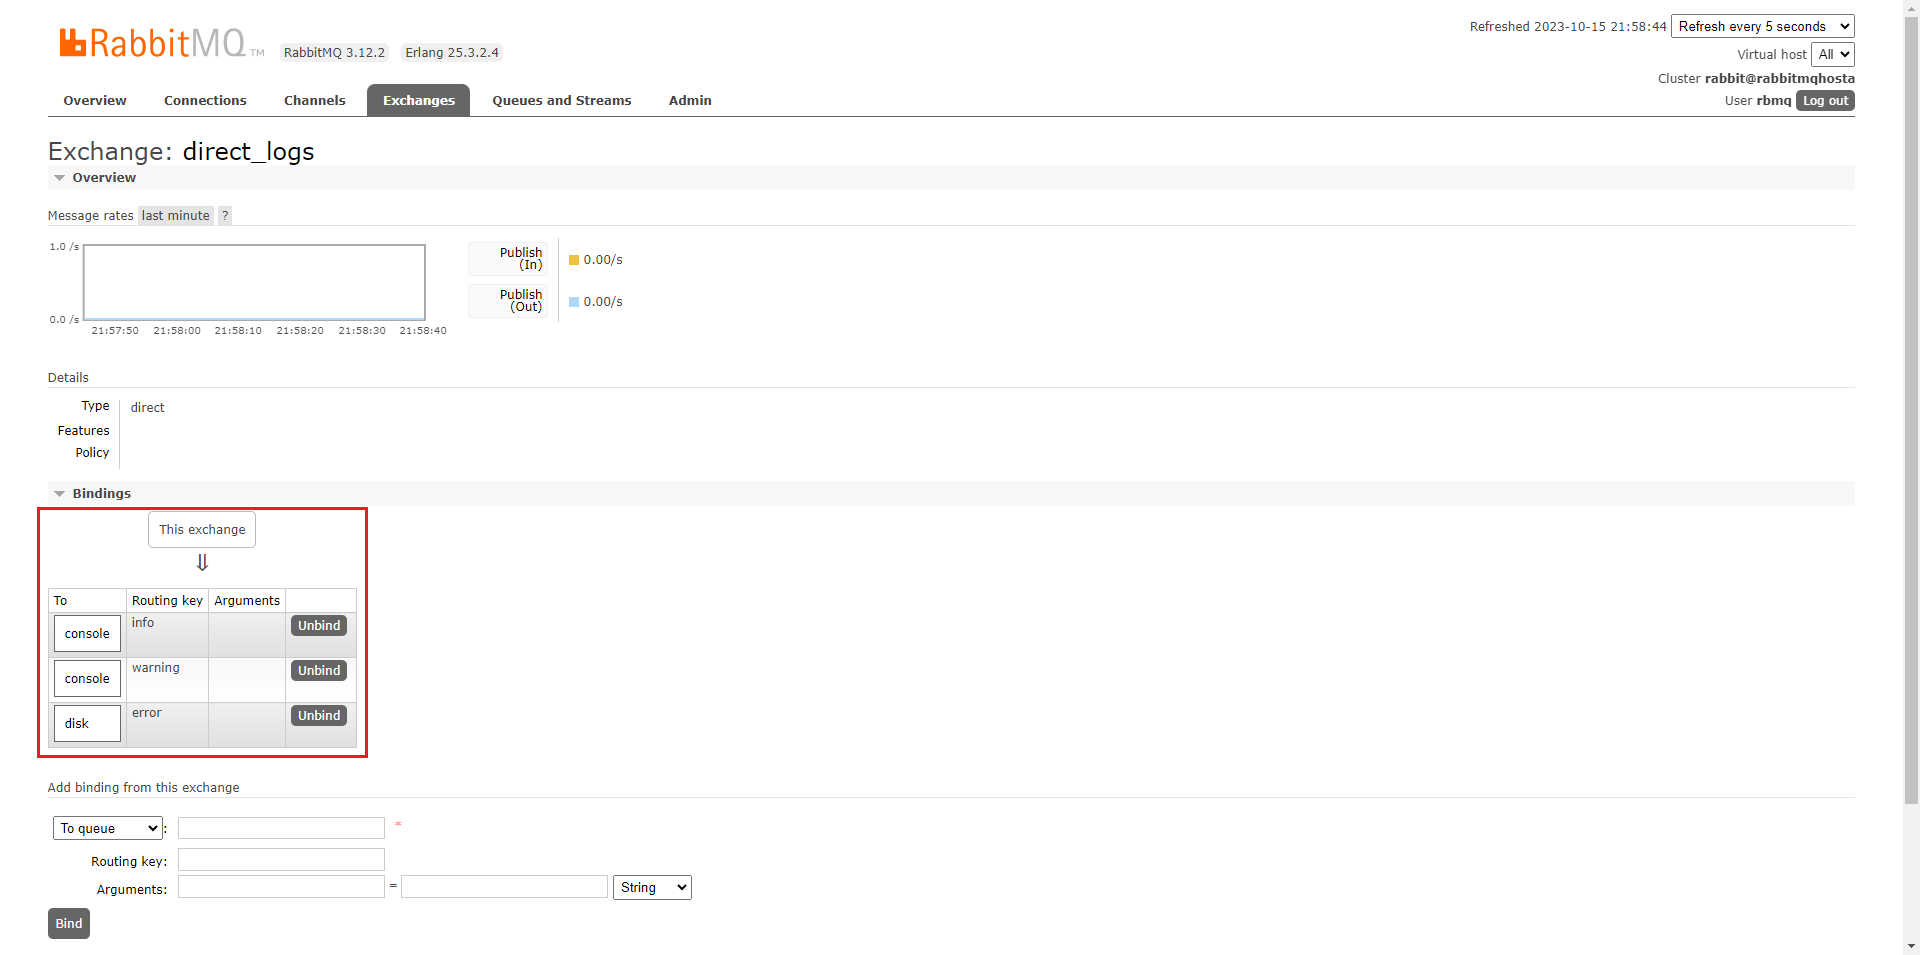 RabbitMQ TM RabbitMQ 3.12.2 Erlang 25.3.2.4
Refreshed 2023-10-15 21:58:44 Refresh every 5 seconds
Virtual host All
Cluster rabbit@rabbitmqhosta
User rbmq Log out
Overview Connections Channels Exchanges Queues and Streams Admin
Exchange: direct_logs
Overview
Message rates last minute ?
1.0 /s
0.0 /s
21:57:50 21:58:00 21:58:10 21:58:20 21:58:30 21:58:40
Publish
(In)
0.00/s
Publish
(Out)
0.00/s
Details
Type direct
Features
Policy
Bindings
This exchange
⇓
To Routing key Arguments
console info Unbind
console warning Unbind
disk error Unbind
Add binding from this exchange
To queue : *
Routing key:
Arguments: = String
Bind